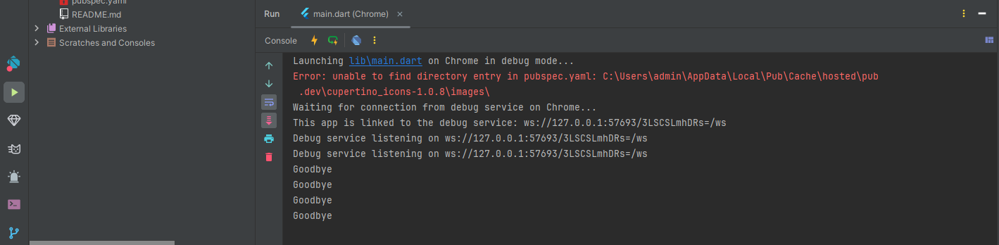 pubspec.yaml
README.md
External Libraries
Scratches and Consoles
Run
main.dart (Chrome)
Console
Launching lib\main.dart on Chrome in debug mode...
Error: unable to find directory entry in pubspec.yaml: C:\Users\admin\AppData\Local\Pub\Cache\hosted\pub
.dev\cupertino_icons-1.0.8\images\
Waiting for connection from debug service on Chrome...
This app is linked to the debug service: ws://127.0.0.1:57693/3LSCSLmhDRs=/ws
Debug service listening on ws://127.0.0.1:57693/3LSCSLmhDRs=/ws
Debug service listening on ws://127.0.0.1:57693/3LSCSLmhDRs=/ws
Goodbye
Goodbye
Goodbye
Goodbye